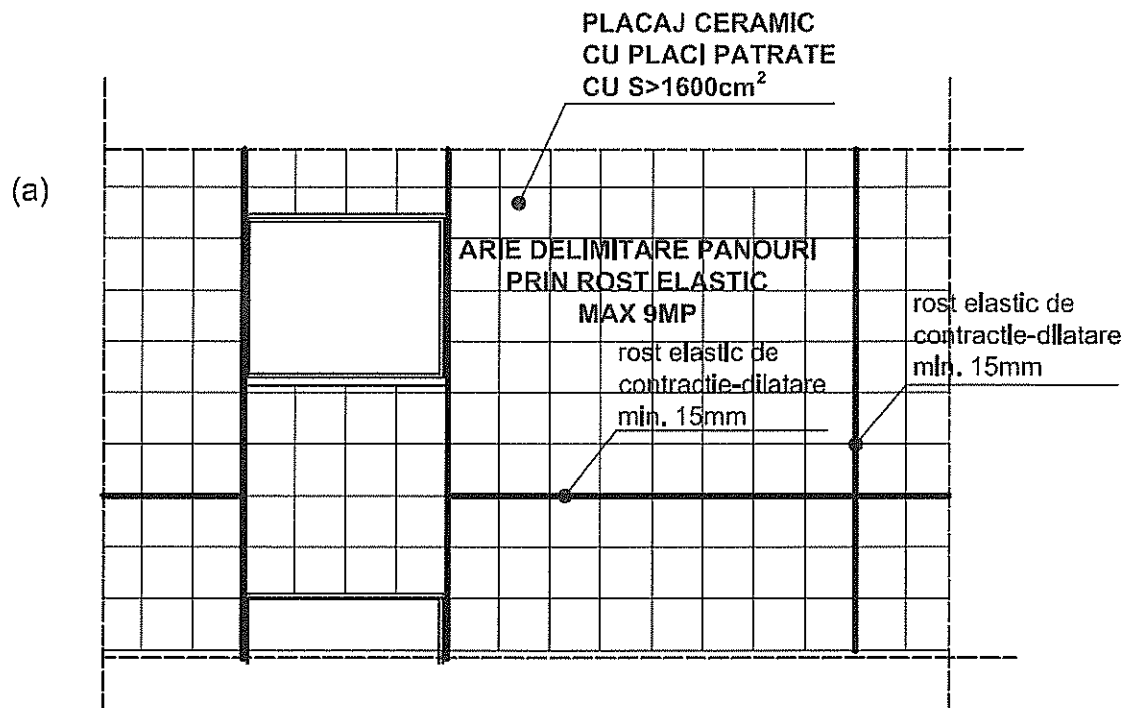 PLACAJ CERAMIC
CU PLACI PATRATE
CU S>1600cm²
(a)
ARIE DELIMITARE PANOURI
PRIN ROST ELASTIC
MAX 9MP
rost elastic de
contractie-dilatare
min. 15mm
rost elastic de
contractie-dilatare
min. 15mm